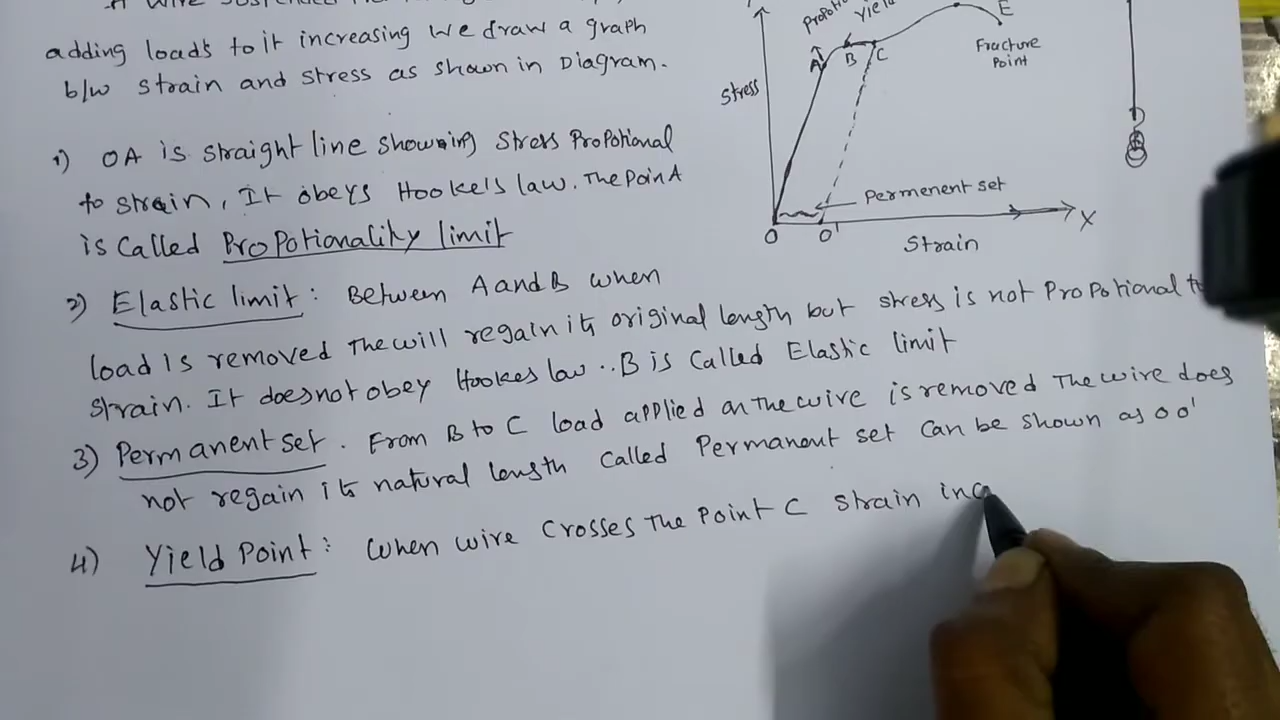 adding loads to it increasing we draw a graph
b/w strain and stress as shown in Diagram.
1) OA is straight line showing stress Propotional
to strain, It obeys Hooke's law. The Point A
is called Propotionality limit
2) Elastic limit: Between A and B when
load is removed The will regain its original length but stress is not Propotional to
strain. It does not obey Hookes law ∴ B is called Elastic limit
3) Permanent set. From B to C load applied on the wire is removed The wire does
not regain its natural length called Permanent set can be shown as OO'
4) Yield Point: When wire crosses the Point C strain inc
Yield
A
B
C
E
Fracture
Point
Stress
Permenent set
O
O'
X
Strain